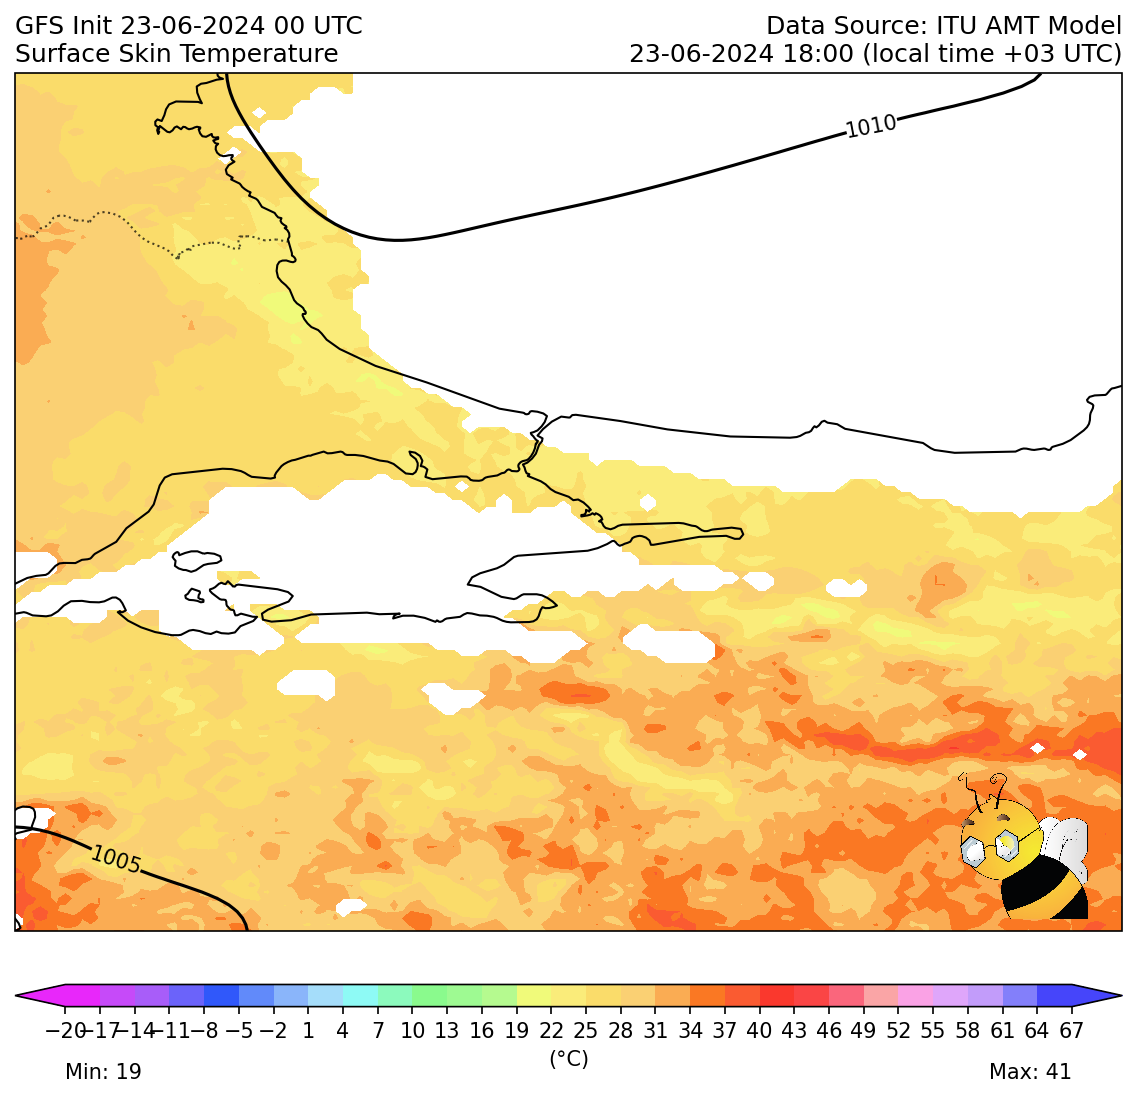 GFS Init 23-06-2024 00 UTC
Data Source: ITU AMT Model
Surface Skin Temperature
23-06-2024 18:00 (local time +03 UTC)
1010
1005
−20 −17 −14 −11 −8 −5 −2 1 4 7 10 13 16 19 22 25 28 31 34 37 40 43 46 49 52 55 58 61 64 67
(°C)
Min: 19
Max: 41